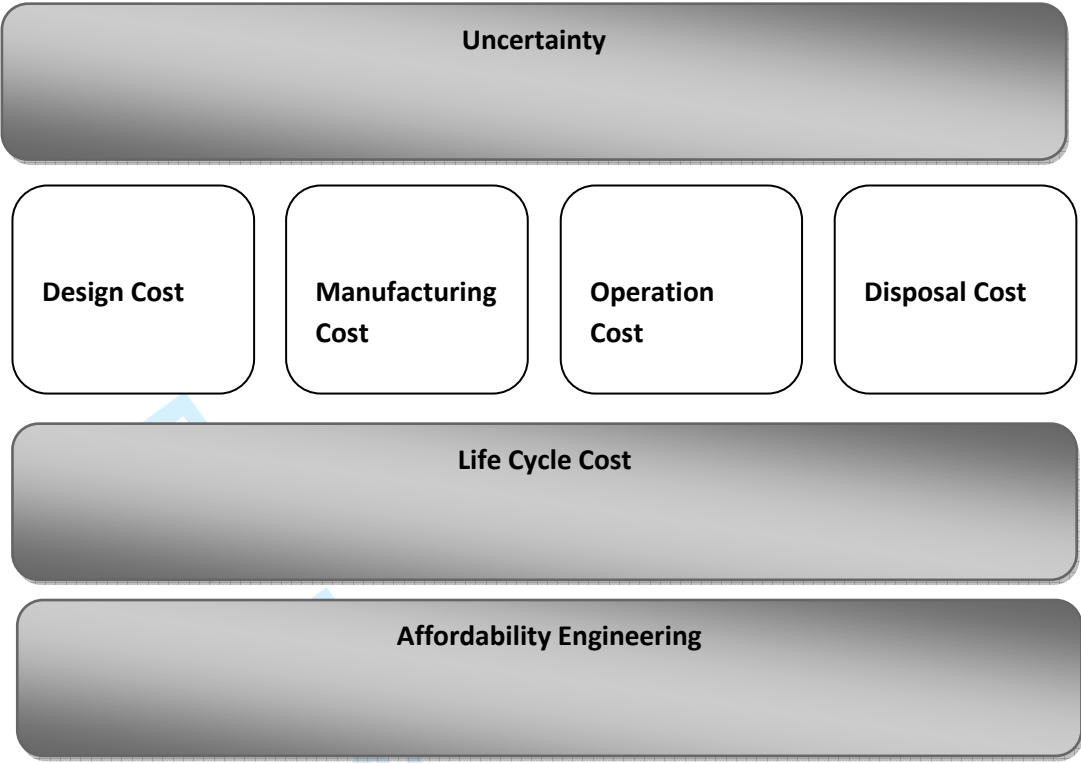 Uncertainty
Design Cost
Manufacturing
Cost
Operation
Cost
Disposal Cost
Life Cycle Cost
Affordability Engineering